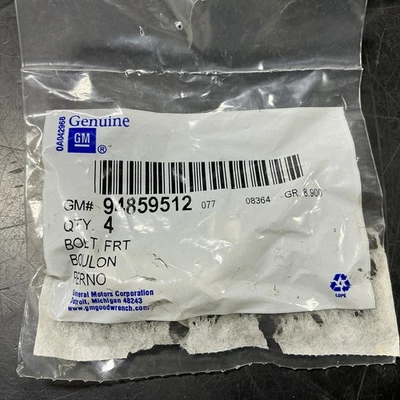 0A042968
Genuine
GM
®
GM# 94859512 077 08364 GR. 8.900
QTY. 4
BOLT, FRT
BOULON
PERNO
General Motors Corporation
Detroit, Michigan 48243
www.gmgoodwrench.com
4
LDPE